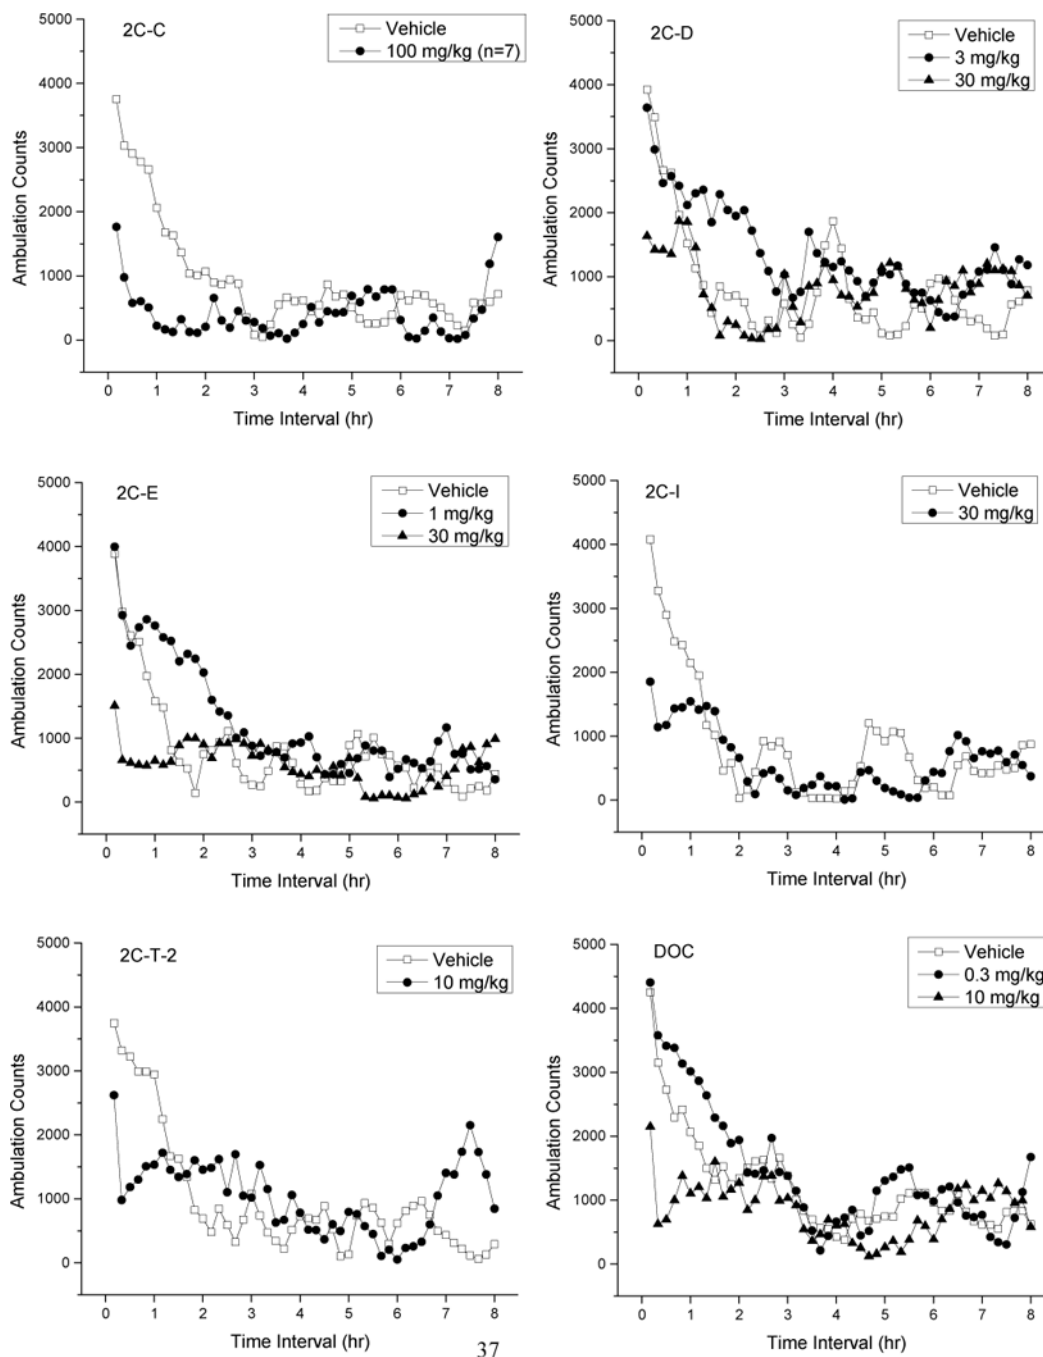 2C-C
Vehicle
100 mg/kg (n=7)
5000
4000
3000
2000
1000
0
Ambulation Counts
0 1 2 3 4 5 6 7 8
Time Interval (hr)
2C-D
Vehicle
3 mg/kg
30 mg/kg
5000
4000
3000
2000
1000
0
Ambulation Counts
0 1 2 3 4 5 6 7 8
Time Interval (hr)
2C-E
Vehicle
1 mg/kg
30 mg/kg
5000
4000
3000
2000
1000
0
Ambulation Counts
0 1 2 3 4 5 6 7 8
Time Interval (hr)
2C-I
Vehicle
30 mg/kg
5000
4000
3000
2000
1000
0
Ambulation Counts
0 1 2 3 4 5 6 7 8
Time Interval (hr)
2C-T-2
Vehicle
10 mg/kg
5000
4000
3000
2000
1000
0
Ambulation Counts
0 1 2 3 4 5 6 7 8
Time Interval (hr)
DOC
Vehicle
0.3 mg/kg
10 mg/kg
5000
4000
3000
2000
1000
0
Ambulation Counts
0 1 2 3 4 5 6 7 8
Time Interval (hr)
37